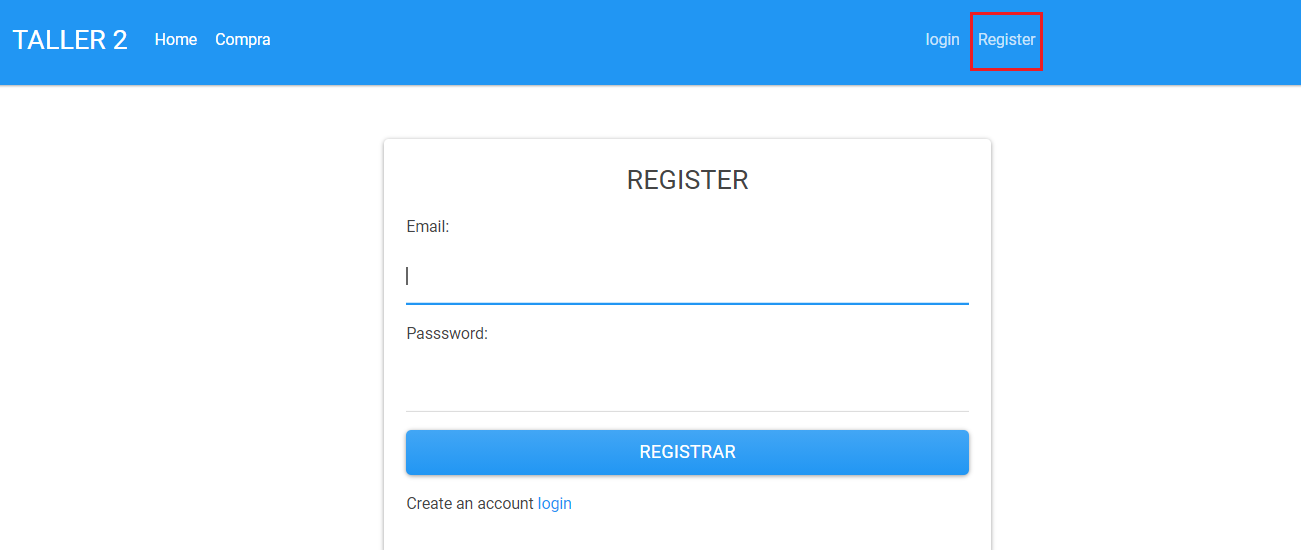 TALLER 2 Home Compra login Register
REGISTER
Email:
Passsword:
REGISTRAR
Create an account login